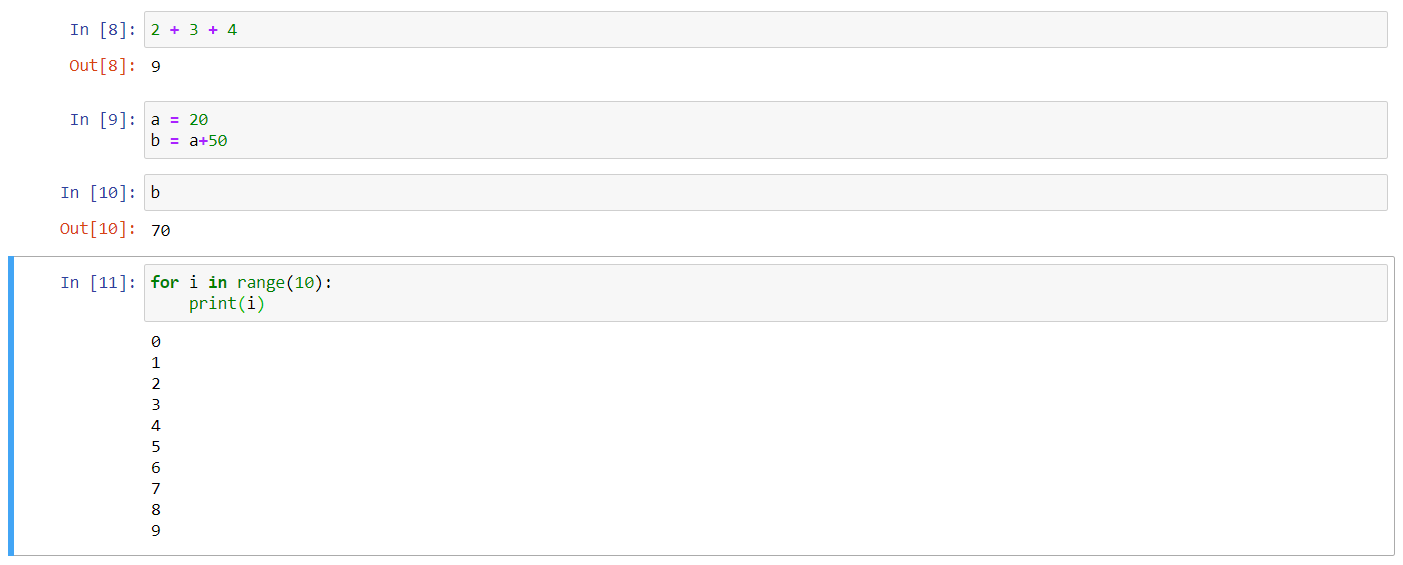 In [8]: 2 + 3 + 4
Out[8]: 9
In [9]: a = 20
b = a+50
In [10]: b
Out[10]: 70
In [11]: for i in range(10):
    print(i)
0
1
2
3
4
5
6
7
8
9